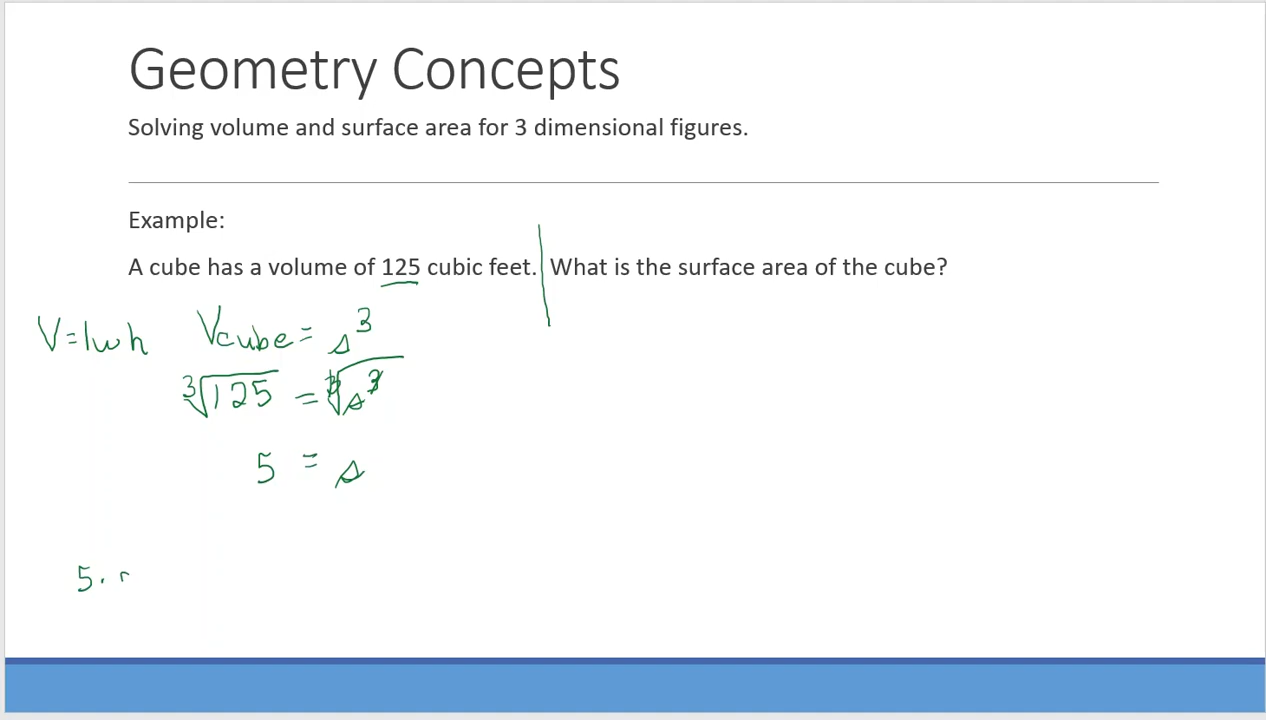 Geometry Concepts
Solving volume and surface area for 3 dimensional figures.
Example:
A cube has a volume of 125 cubic feet. What is the surface area of the cube?
V=lwh Vcube = s³
∛125 = ∛s³
5 = s
5 ·